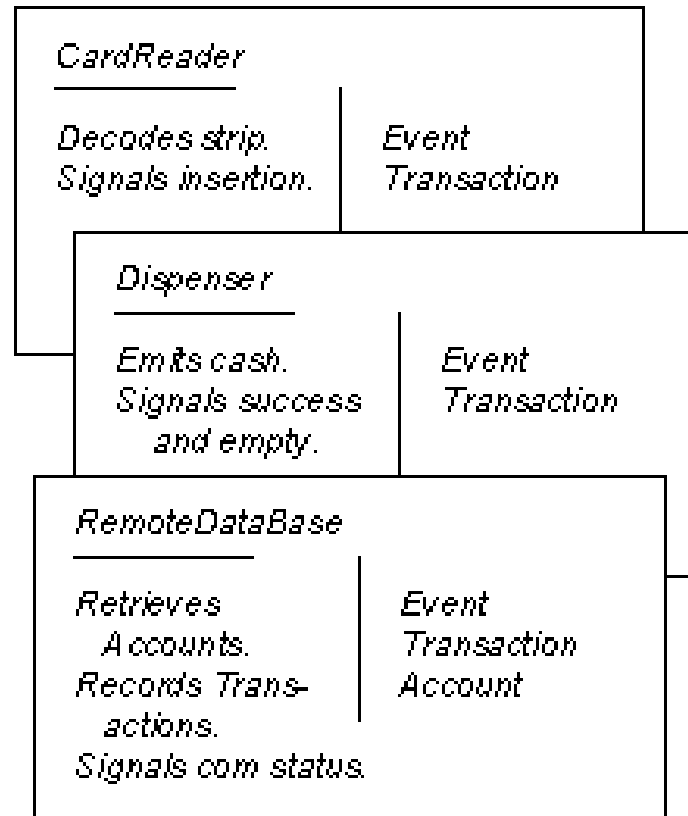 CardReader
Decodes strip.
Signals insertion.
Event
Transaction
Dispenser
Emits cash.
Signals success
and empty.
Event
Transaction
RemoteDataBase
Retrieves
Accounts.
Records Trans-
actions.
Signals com status.
Event
Transaction
Account